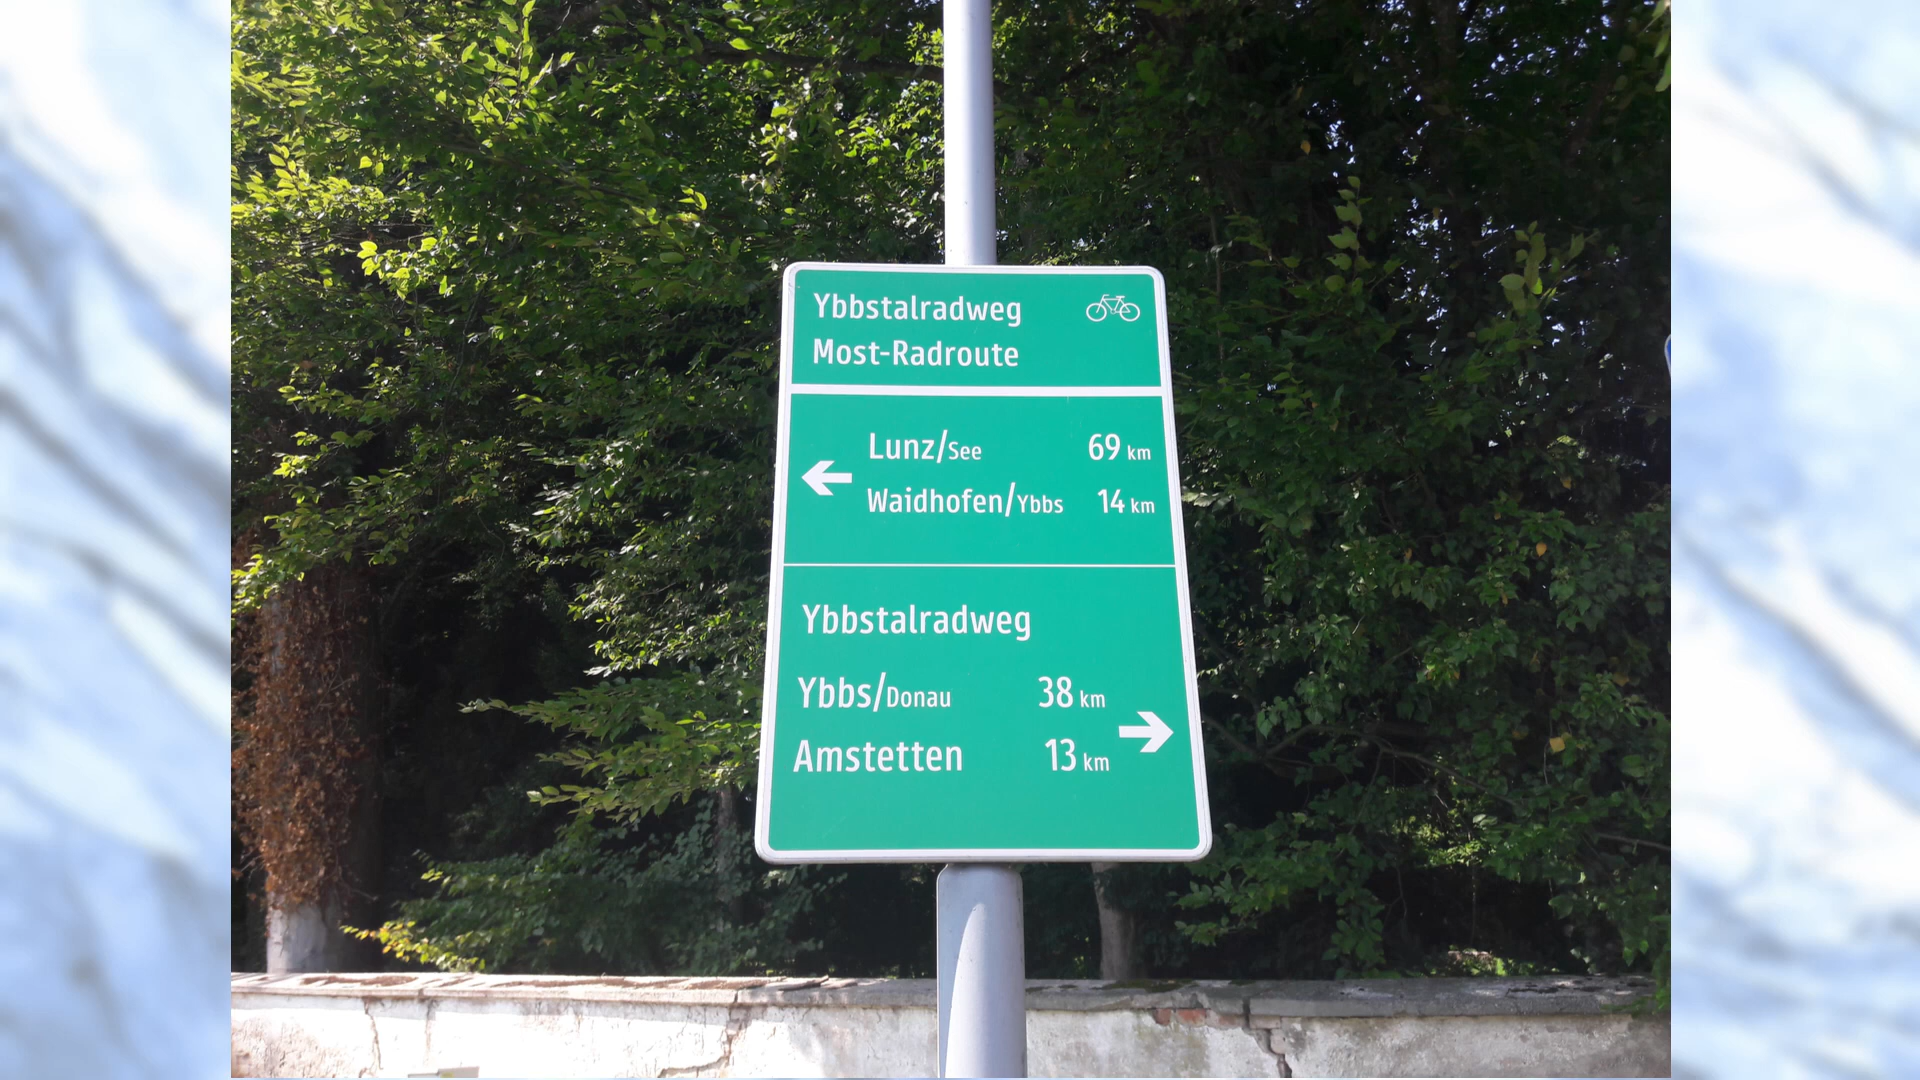 Ybbstalradweg
Most-Radroute
Lunz/See 69 km
Waidhofen/Ybbs 14 km
Ybbstalradweg
Ybbs/Donau 38 km
Amstetten 13 km